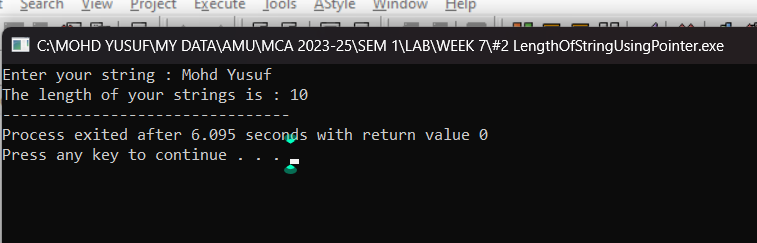 Search View Project Execute Tools AStyle Window Help
C:\MOHD YUSUF\MY DATA\AMU\MCA 2023-25\SEM 1\LAB\WEEK 7\#2 LengthOfStringUsingPointer.exe
Enter your string : Mohd Yusuf
The length of your strings is : 10
--------------------------------
Process exited after 6.095 seconds with return value 0
Press any key to continue . . .